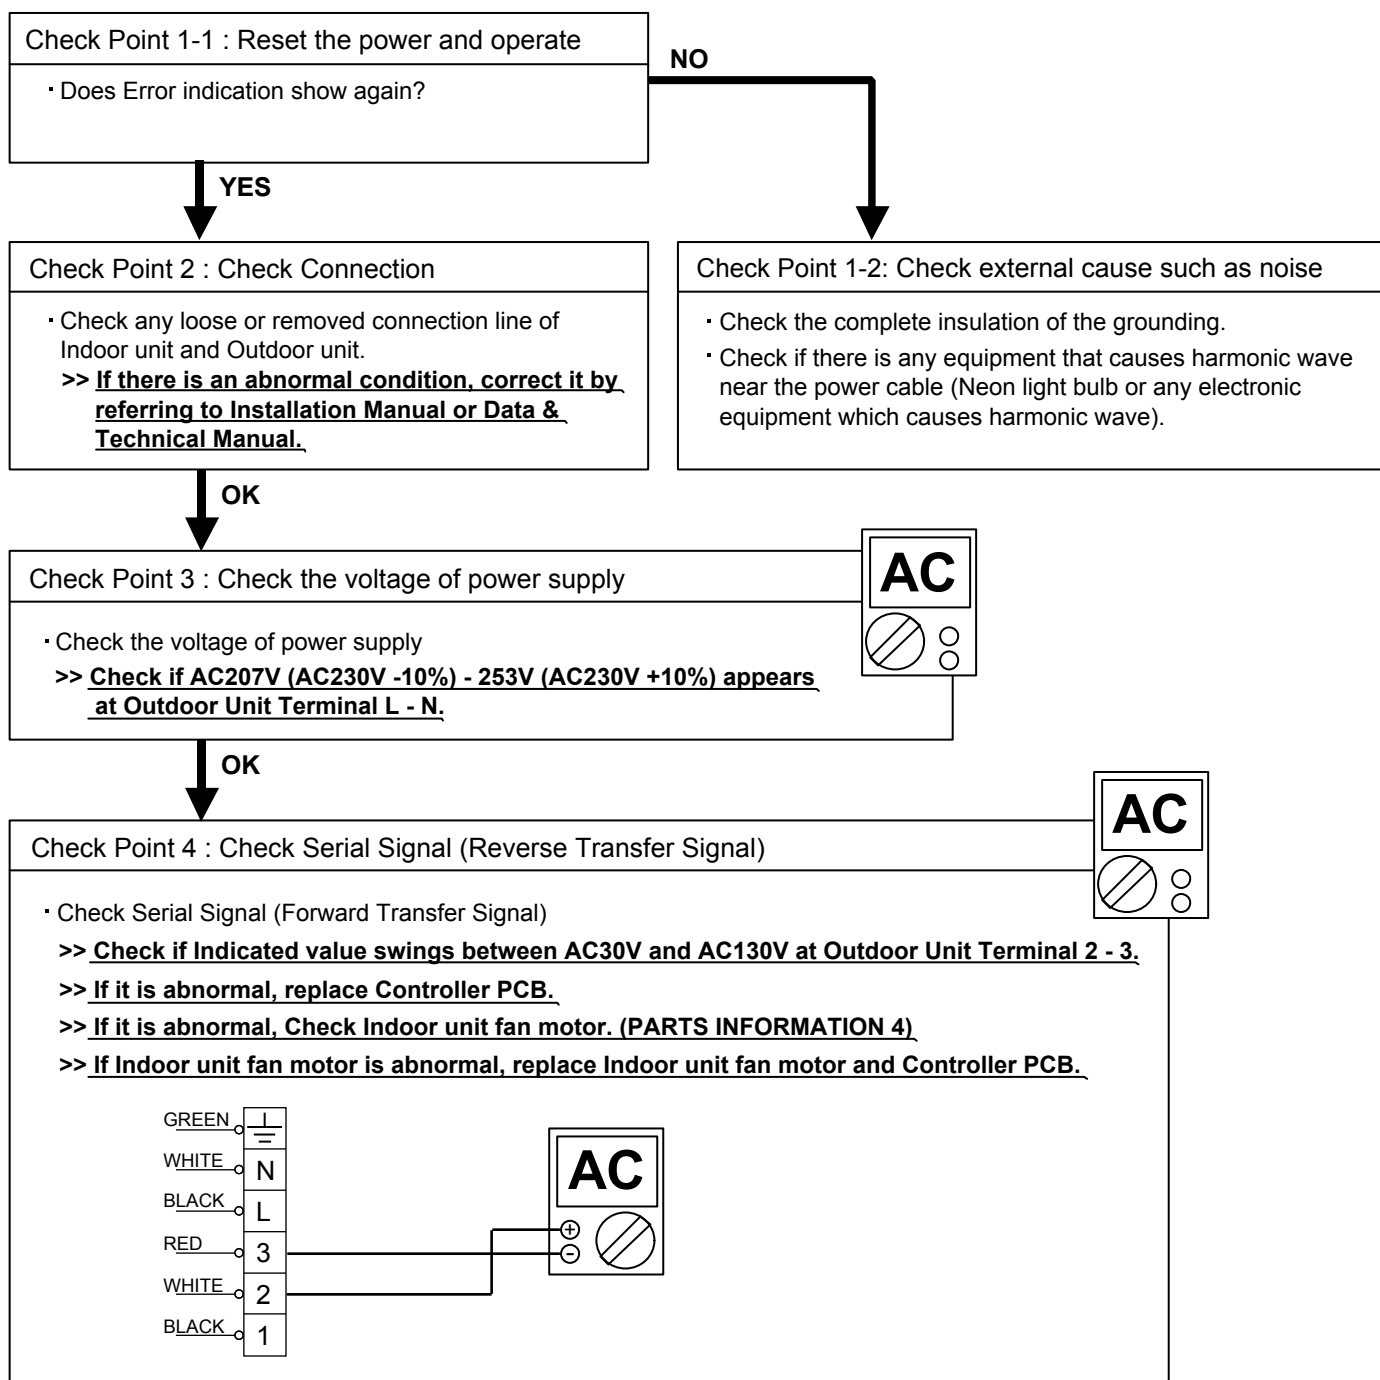 Check Point 1-1 : Reset the power and operate
· Does Error indication show again?
NO
YES
Check Point 2 : Check Connection
· Check any loose or removed connection line of
Indoor unit and Outdoor unit.
>> If there is an abnormal condition, correct it by
referring to Installation Manual or Data &
Technical Manual.
Check Point 1-2: Check external cause such as noise
· Check the complete insulation of the grounding.
· Check if there is any equipment that causes harmonic wave
near the power cable (Neon light bulb or any electronic
equipment which causes harmonic wave).
OK
Check Point 3 : Check the voltage of power supply
AC
· Check the voltage of power supply
>> Check if AC207V (AC230V -10%) - 253V (AC230V +10%) appears
at Outdoor Unit Terminal L - N.
OK
Check Point 4 : Check Serial Signal (Reverse Transfer Signal)
AC
· Check Serial Signal (Forward Transfer Signal)
>> Check if Indicated value swings between AC30V and AC130V at Outdoor Unit Terminal 2 - 3.
>> If it is abnormal, replace Controller PCB.
>> If it is abnormal, Check Indoor unit fan motor. (PARTS INFORMATION 4)
>> If Indoor unit fan motor is abnormal, replace Indoor unit fan motor and Controller PCB.
GREEN
WHITE N
BLACK L
RED 3
WHITE 2
BLACK 1
AC
+
-